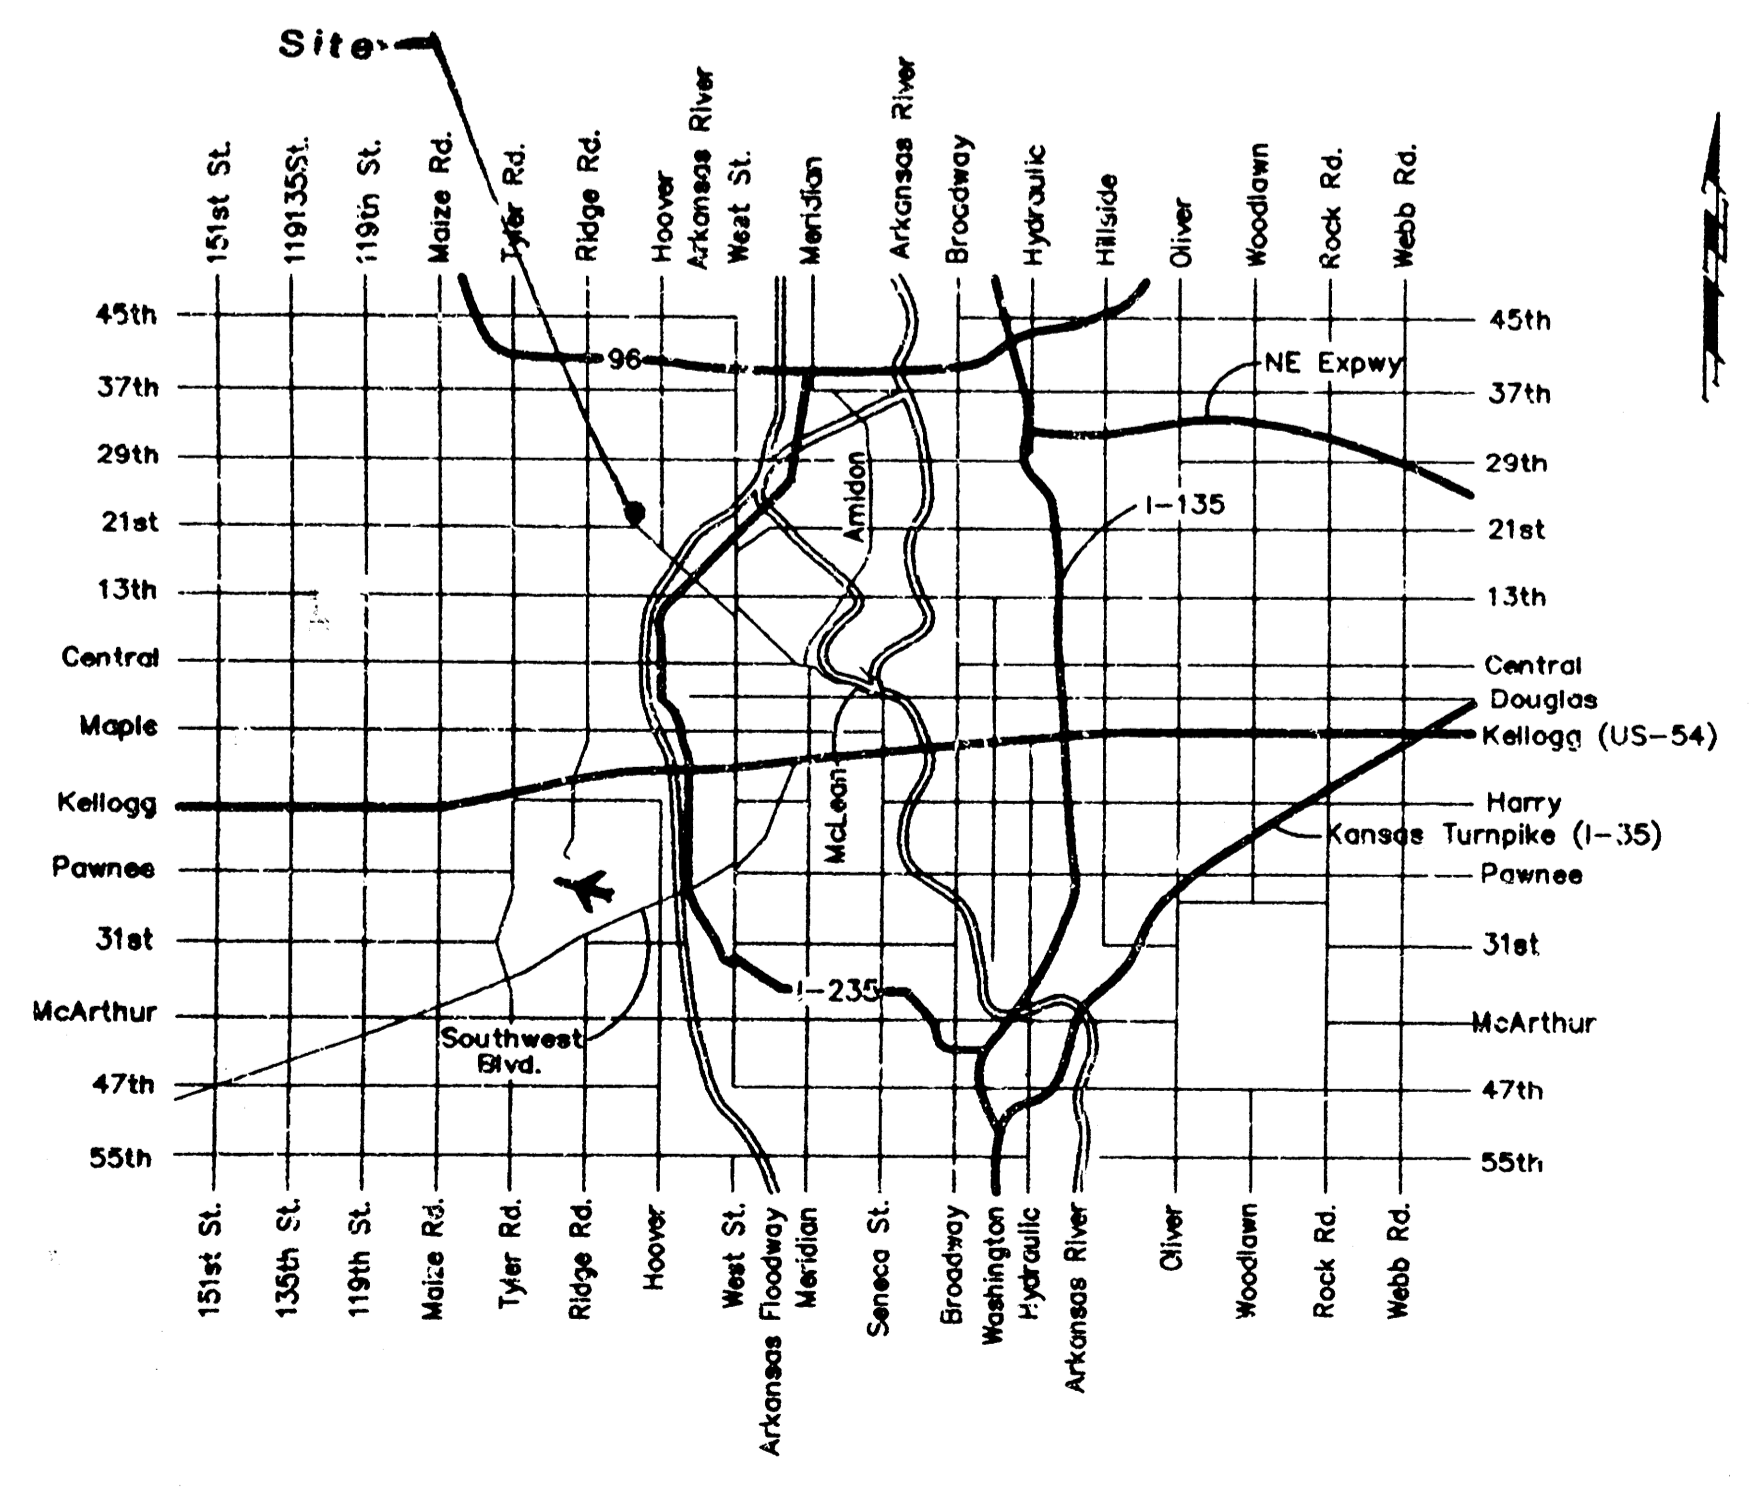 Site
151st St.
119135St.
119th St.
Maize Rd.
Tyler Rd.
Ridge Rd.
Hoover
Arkansas River
West St.
Meridian
Arkansas River
Broadway
Hydraulic
Hillside
Oliver
Woodlawn
Rock Rd.
Webb Rd.
45th
45th
96
NE Expwy
37th
37th
29th
29th
Amidon
I-135
21st
21st
13th
13th
Central
Central
Douglas
Maple
Kellogg (US-54)
Kellogg
Harry
McLean
Kansas Turnpike (I-35)
Pawnee
Pawnee
31st
31st
I-235
McArthur
McArthur
Southwest
Blvd.
47th
47th
55th
55th
151st St.
135th St.
119th St.
Maize Rd.
Tyler Rd.
Ridge Rd.
Hoover
West St.
Arkansas Floodway
Meridian
Seneca St.
Broadway
Washington
Hydraulic
Arkansas River
Oliver
Woodlawn
Rock Rd.
Webb Rd.